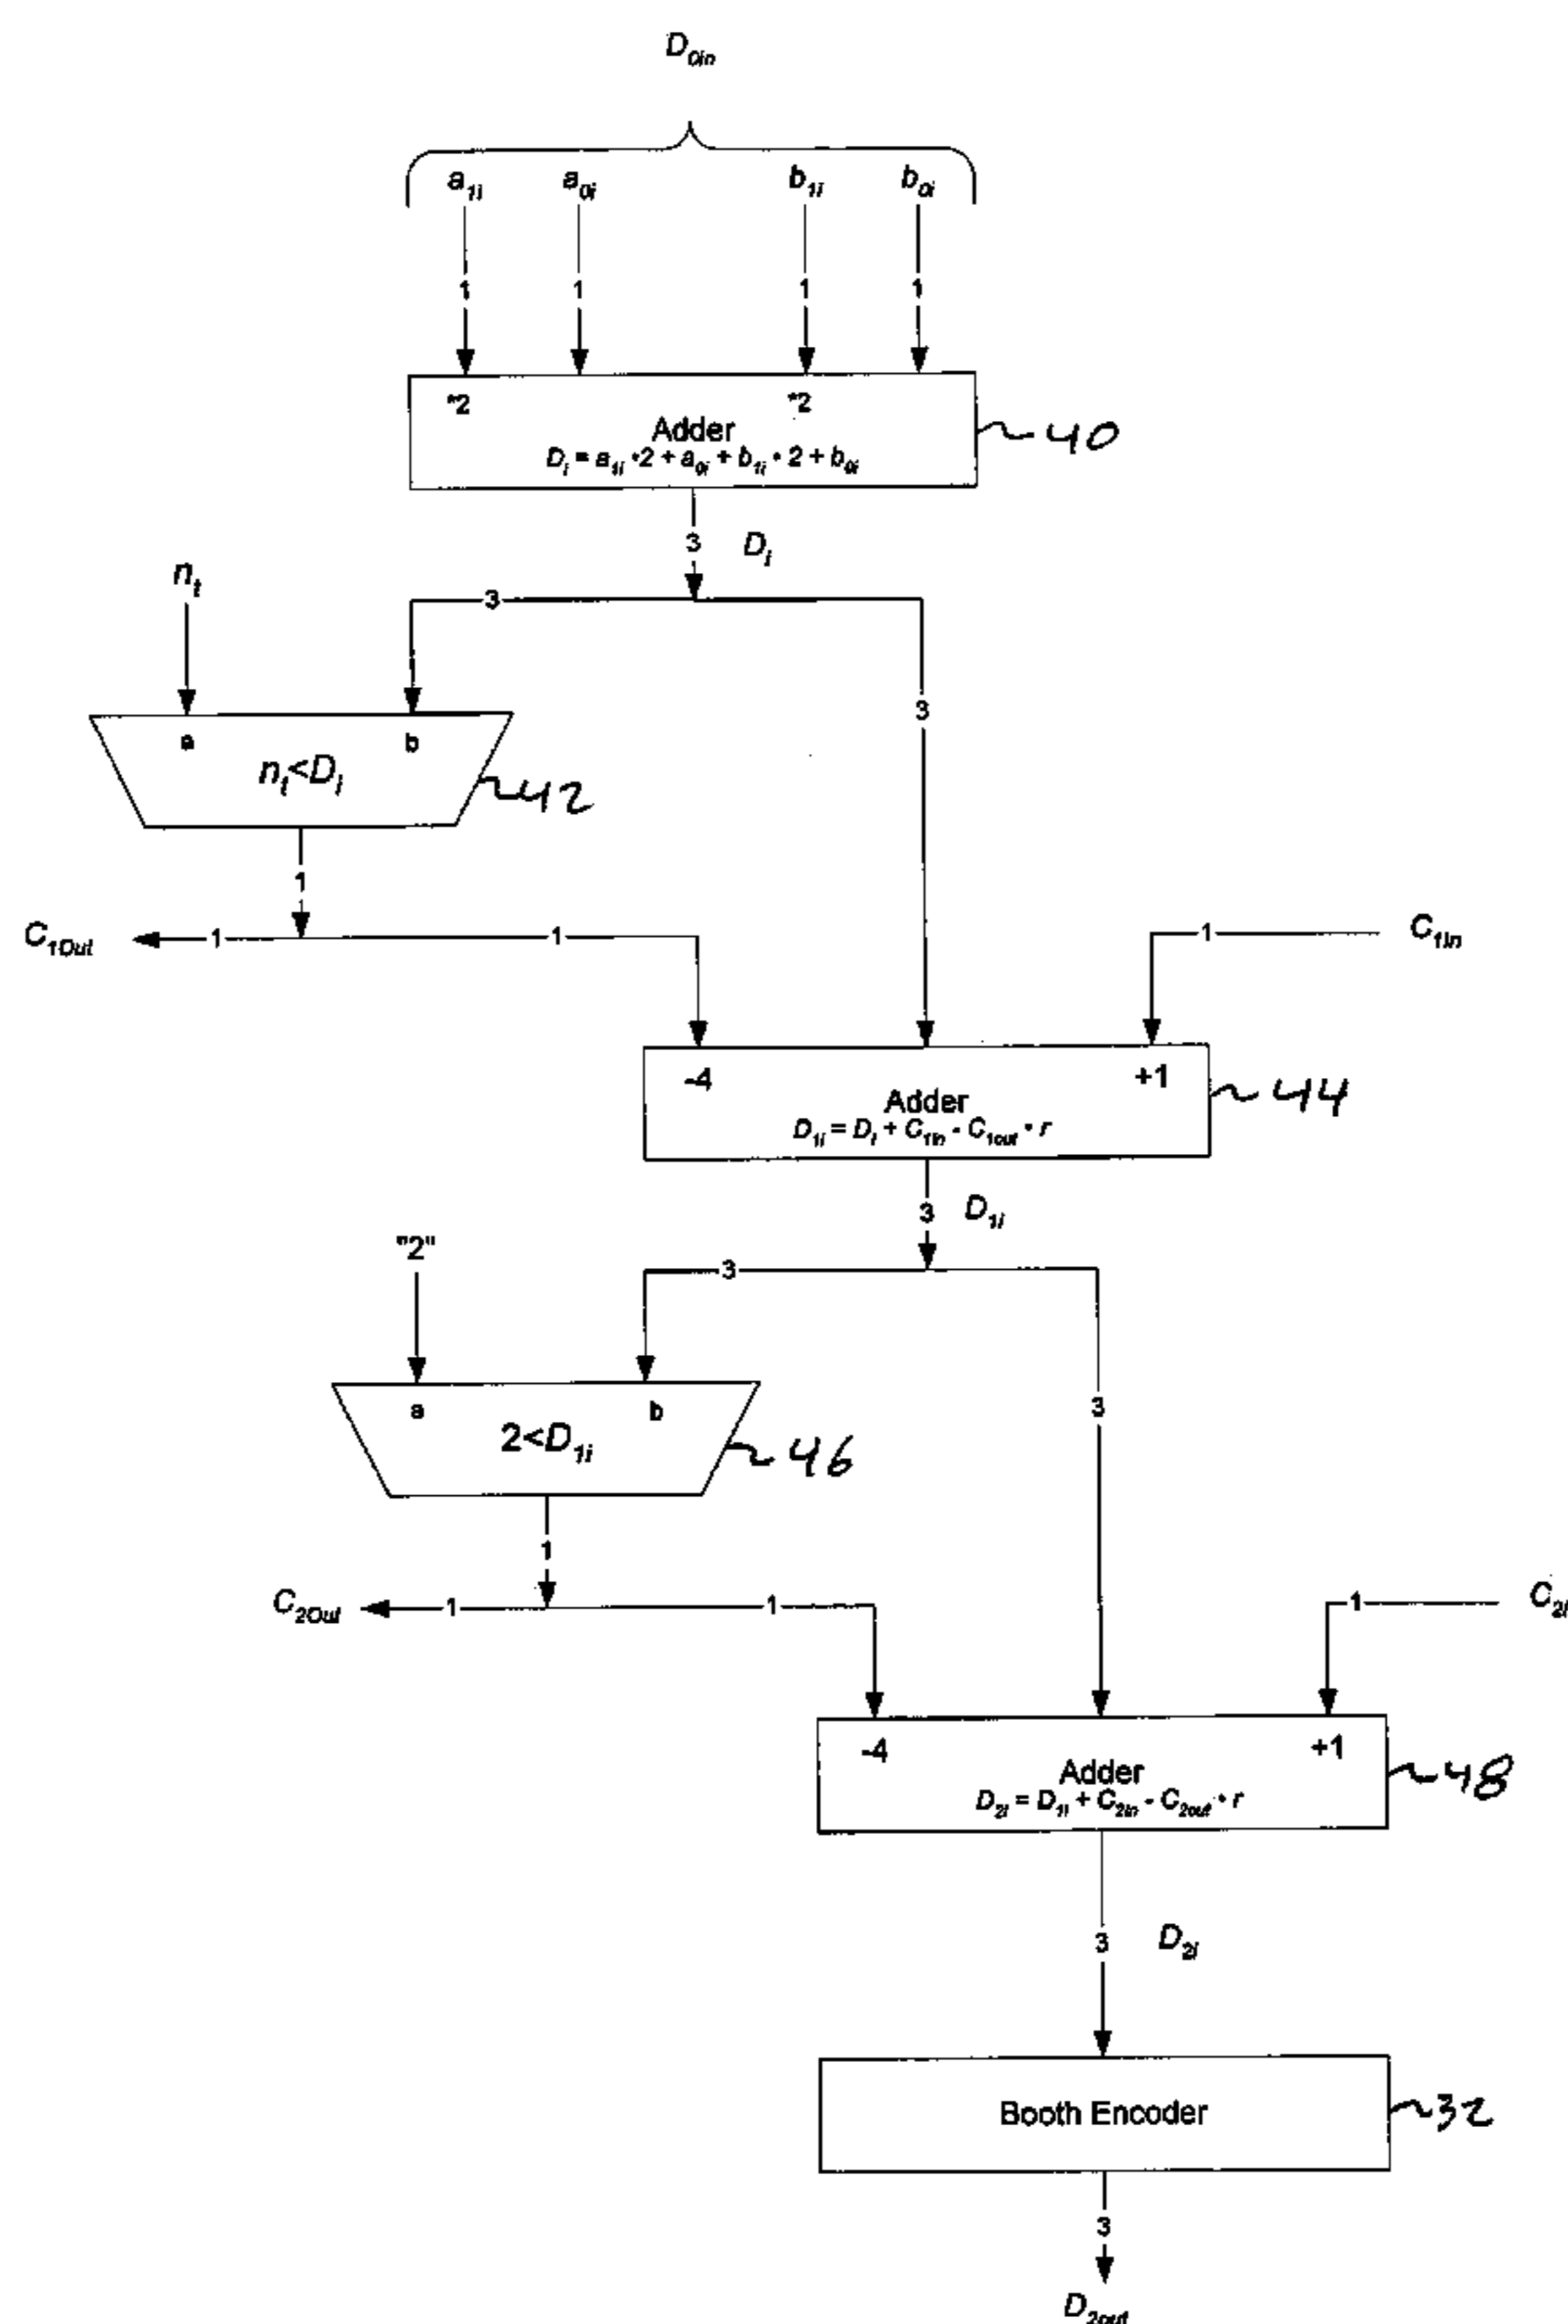 D0in
a1i a0i b1i b0i
1 1 1 1
*2 *2
Adder
Di = a1i • 2 + a0i + b1i • 2 + b0i
40
3 Di
nt
3
3
a b
nt<Di
42
1
C1Out 1 1 1 C1in
-4 +1
Adder
D1i = Di + C1in - C1out • r
44
3 D1i
"2"
3
3
a b
2<D1i
46
1
C2Out 1 1 1 C2i
-4 +1
Adder
D2i = D1i + C2in - C2out • r
48
3 D2i
Booth Encoder
32
3
D2out